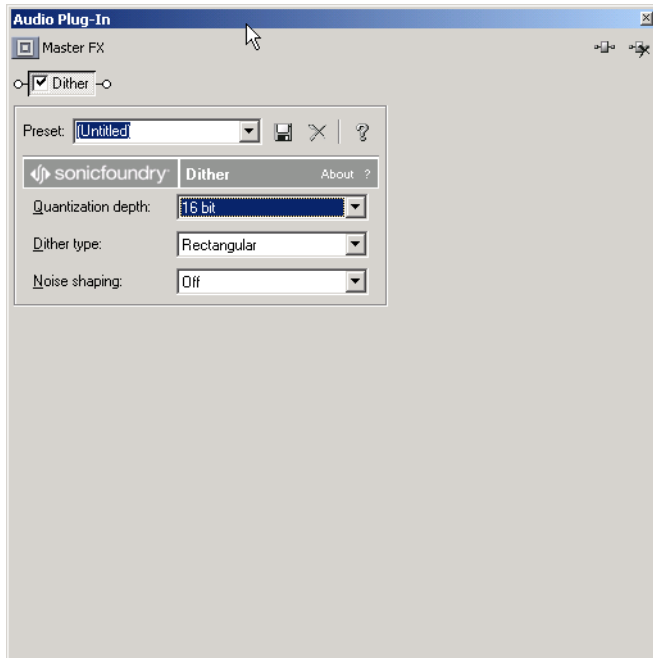 Audio Plug-In
Master FX
Dither
Preset: (Untitled)
sonicfoundry Dither About ?
Quantization depth: 16 bit
Dither type: Rectangular
Noise shaping: Off